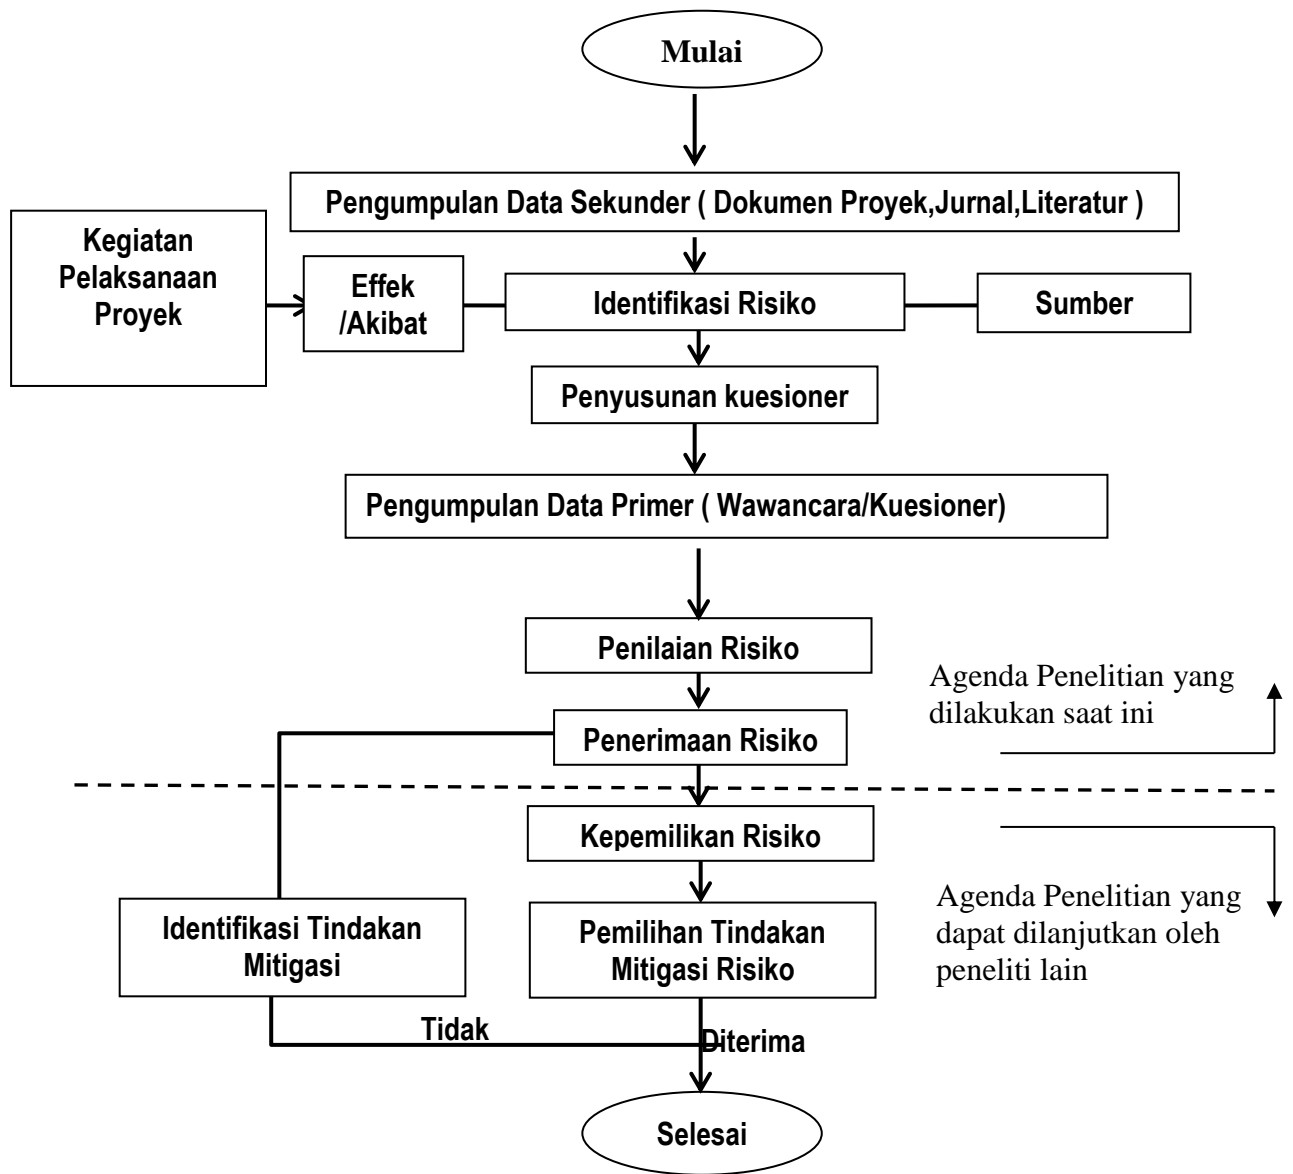 Mulai
Pengumpulan Data Sekunder ( Dokumen Proyek,Jurnal,Literatur )
Kegiatan
Pelaksanaan
Proyek
Effek
/Akibat
Identifikasi Risiko
Sumber
Penyusunan kuesioner
Pengumpulan Data Primer ( Wawancara/Kuesioner)
Penilaian Risiko
Agenda Penelitian yang
dilakukan saat ini
Penerimaan Risiko
Kepemilikan Risiko
Identifikasi Tindakan
Mitigasi
Pemilihan Tindakan
Mitigasi Risiko
Agenda Penelitian yang
dapat dilanjutkan oleh
peneliti lain
Tidak
Diterima
Selesai